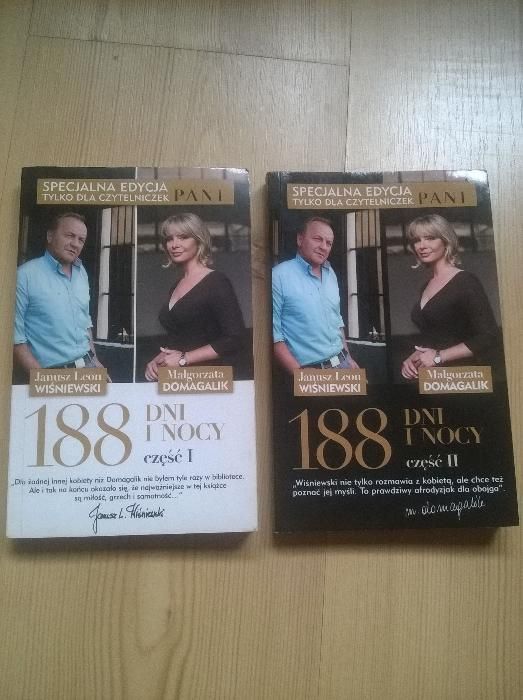 SPECJALNA EDYCJA
TYLKO DLA CZYTELNICZEK PANI
Janusz Leon
WIŚNIEWSKI
Małgorzata
DOMAGALIK
188 DNI
I NOCY
część I
„Dla żadnej innej kobiety niż Domagalik nie byłem tyle razy w bibliotece.
Ale i tak na końcu okazało się, że najważniejsze w tej książce
są miłość, grzech i samotność..."
Janusz L. Wiśniewski
SPECJALNA EDYCJA
TYLKO DLA CZYTELNICZEK PANI
Janusz Leon
WIŚNIEWSKI
Małgorzata
DOMAGALIK
188 DNI
I NOCY
część II
„Wiśniewski nie tylko rozmawia z kobietą, ale chce też
poznać jej myśli. To prawdziwy afrodyzjak dla obojga"
m. domagalik